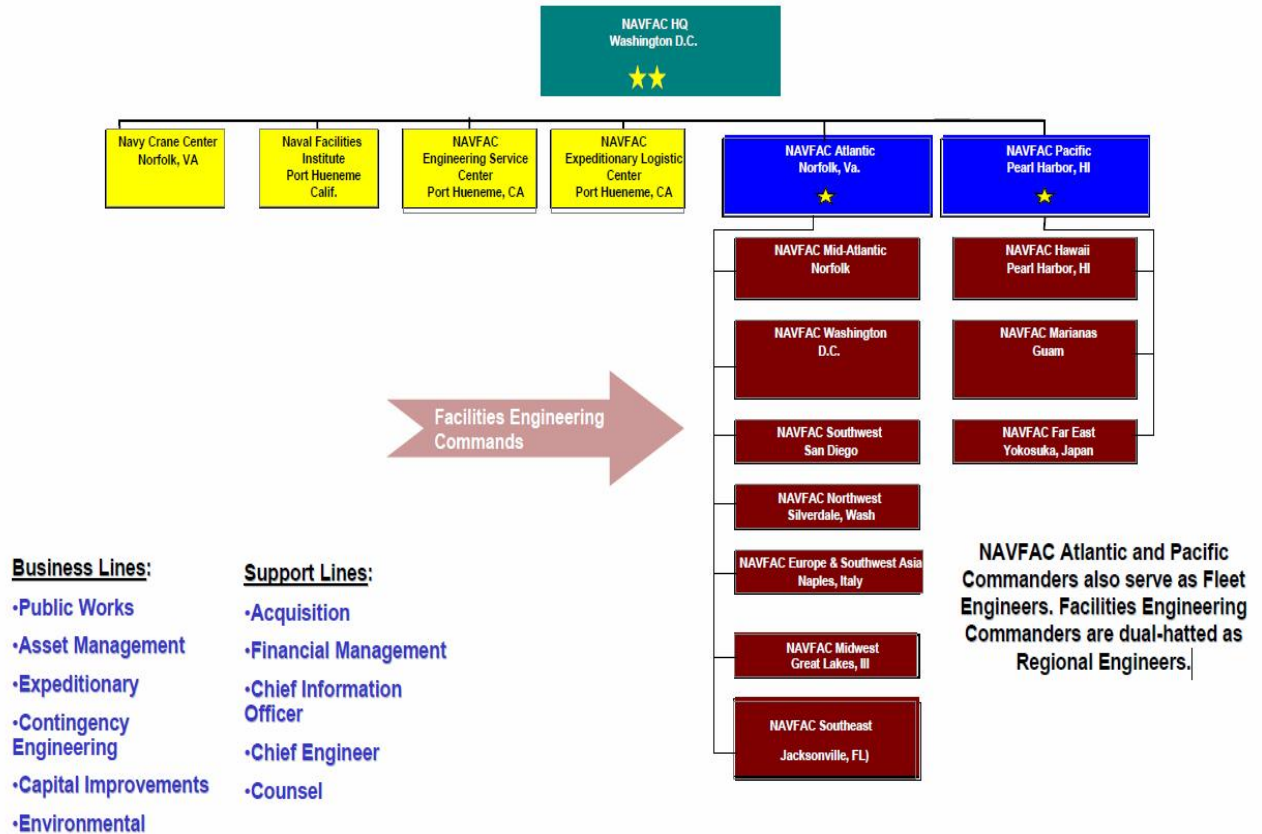 NAVFAC HQ
Washington D.C.
Navy Crane Center
Norfolk, VA
Naval Facilities
Institute
Port Hueneme
Calif.
NAVFAC
Engineering Service
Center
Port Hueneme, CA
NAVFAC
Expeditionary Logistic
Center
Port Hueneme, CA
NAVFAC Atlantic
Norfolk, Va.
NAVFAC Pacific
Pearl Harbor, HI
NAVFAC Mid-Atlantic
Norfolk
NAVFAC Washington
D.C.
NAVFAC Southwest
San Diego
NAVFAC Northwest
Silverdale, Wash
NAVFAC Europe & Southwest Asia
Naples, Italy
NAVFAC Midwest
Great Lakes, Ill
NAVFAC Southeast
Jacksonville, FL)
NAVFAC Hawaii
Pearl Harbor, HI
NAVFAC Marianas
Guam
NAVFAC Far East
Yokosuka, Japan
Facilities Engineering
Commands
Business Lines:
•Public Works
•Asset Management
•Expeditionary
•Contingency
Engineering
•Capital Improvements
•Environmental
Support Lines:
•Acquisition
•Financial Management
•Chief Information
Officer
•Chief Engineer
•Counsel
NAVFAC Atlantic and Pacific
Commanders also serve as Fleet
Engineers. Facilities Engineering
Commanders are dual-hatted as
Regional Engineers.